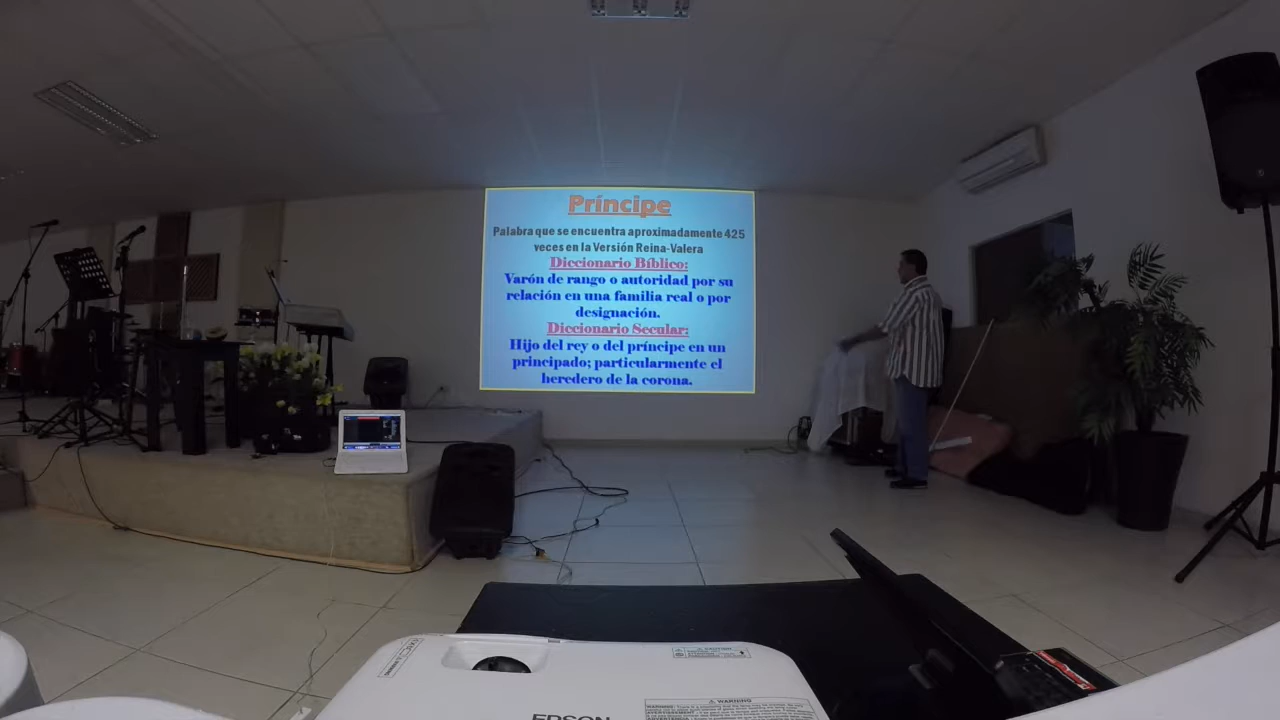 Príncipe
Palabra que se encuentra aproximadamente 425
veces en la Versión Reina-Valera
Diccionario Bíblico:
Varón de rango o autoridad por su
relación en una familia real o por
designación.
Diccionario Secular:
Hijo del rey o del príncipe en un
principado; particularmente el
heredero de la corona.
CAUTION
WARNING
EPSON